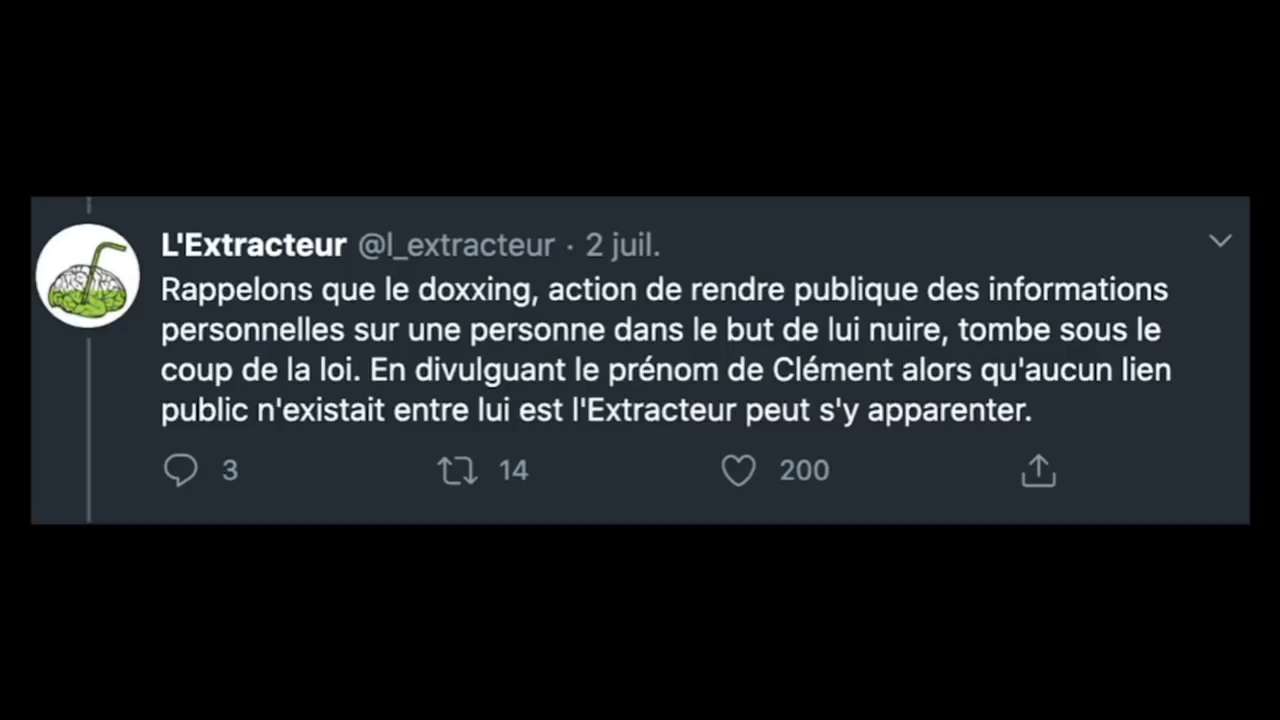 L'Extracteur @l_extracteur · 2 juil.
Rappelons que le doxxing, action de rendre publique des informations
personnelles sur une personne dans le but de lui nuire, tombe sous le
coup de la loi. En divulguant le prénom de Clément alors qu'aucun lien
public n'existait entre lui est l'Extracteur peut s'y apparenter.
3 14 200